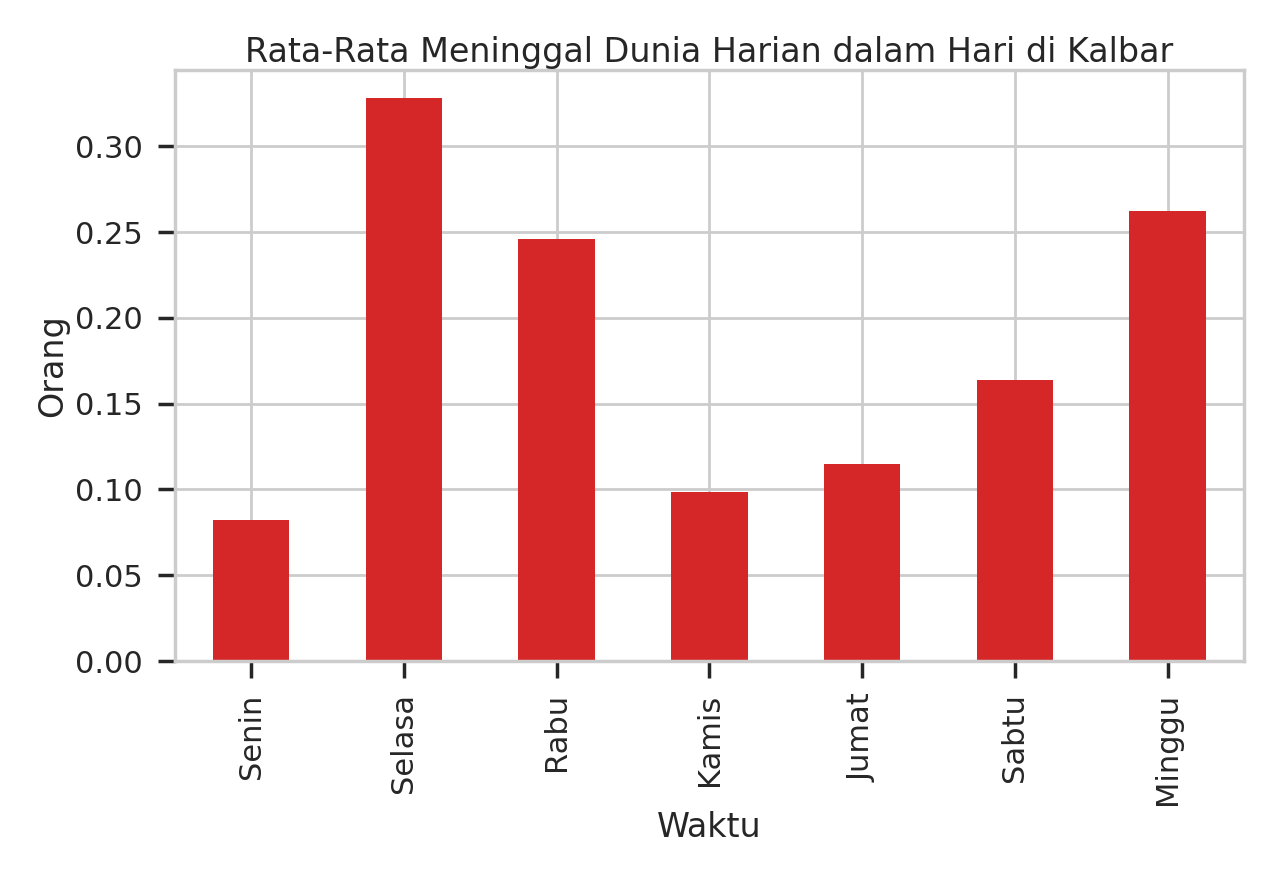 Rata-Rata Meninggal Dunia Harian dalam Hari di Kalbar
Orang
0.30
0.25
0.20
0.15
0.10
0.05
0.00
Senin
Selasa
Rabu
Kamis
Jumat
Sabtu
Minggu
Waktu